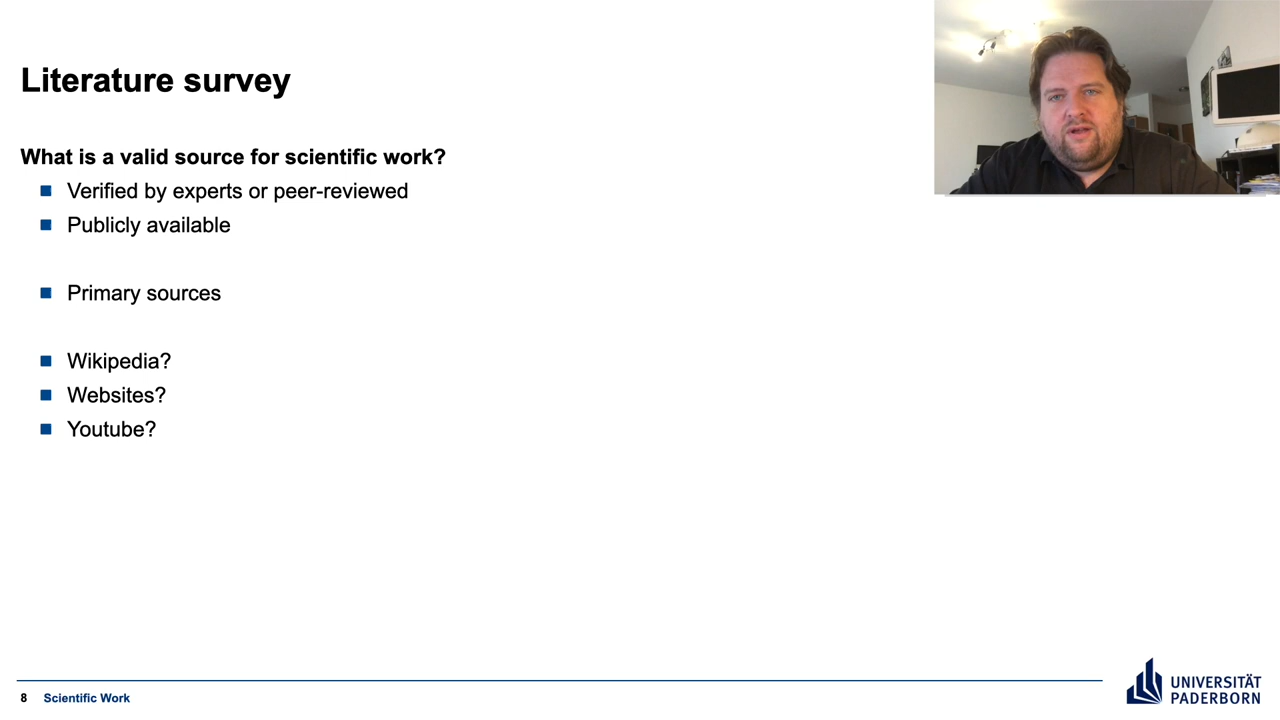 Literature survey
What is a valid source for scientific work?
Verified by experts or peer-reviewed
Publicly available
Primary sources
Wikipedia?
Websites?
Youtube?
8 Scientific Work
UNIVERSITÄT
PADERBORN